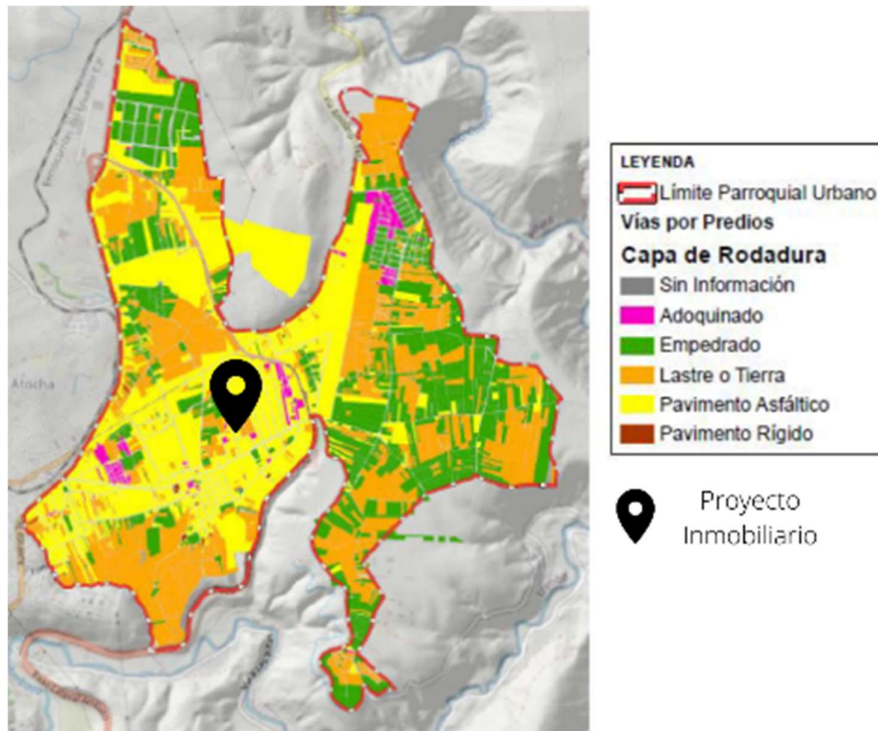 LEYENDA
Límite Parroquial Urbano
Vías por Predios
Capa de Rodadura
Sin Información
Adoquinado
Empedrado
Lastre o Tierra
Pavimento Asfáltico
Pavimento Rígido
Proyecto
Inmobiliario
Atocha